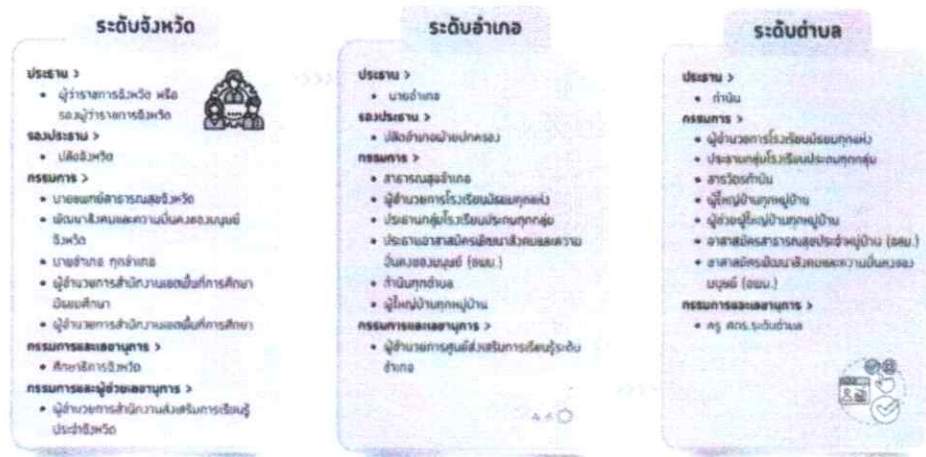 ระดับจังหวัด
ประธาน >
• ผู้ว่าราชการจังหวัด หรือ
รองผู้ว่าราชการจังหวัด
รองประธาน >
• ปลัดจังหวัด
กรรมการ >
• นายแพทย์สาธารณสุขจังหวัด
• พัฒนาสังคมและความมั่นคงของมนุษย์
จังหวัด
• นายอำเภอ ทุกอำเภอ
• ผู้อำนวยการสำนักงานเขตพื้นที่การศึกษา
มัธยมศึกษา
• ผู้อำนวยการสำนักงานเขตพื้นที่การศึกษา
กรรมการและเลขานุการ >
• ศึกษาธิการจังหวัด
กรรมการและผู้ช่วยเลขานุการ >
• ผู้อำนวยการสำนักงานส่งเสริมการเรียนรู้
ประจำจังหวัด
ระดับอำเภอ
ประธาน >
• นายอำเภอ
รองประธาน >
• ปลัดอำเภอฝ่ายปกครอง
กรรมการ >
• สาธารณสุขอำเภอ
• ผู้อำนวยการโรงเรียนมัธยมทุกแห่ง
• ประธานกลุ่มโรงเรียนประถมทุกกลุ่ม
• ประธานอาสาสมัครพัฒนาสังคมและความ
มั่นคงของมนุษย์ (อพม.)
• กำนันทุกตำบล
• ผู้ใหญ่บ้านทุกหมู่บ้าน
กรรมการและเลขานุการ >
• ผู้อำนวยการศูนย์ส่งเสริมการเรียนรู้ระดับ
อำเภอ
ระดับตำบล
ประธาน >
• กำนัน
กรรมการ >
• ผู้อำนวยการโรงเรียนมัธยมทุกแห่ง
• ประธานกลุ่มโรงเรียนประถมทุกกลุ่ม
• สารวัตรกำนัน
• ผู้ใหญ่บ้านทุกหมู่บ้าน
• ผู้ช่วยผู้ใหญ่บ้านทุกหมู่บ้าน
• อาสาสมัครสาธารณสุขประจำหมู่บ้าน (อสม.)
• อาสาสมัครพัฒนาสังคมและความมั่นคงของ
มนุษย์ (อพม.)
กรรมการและเลขานุการ >
• ครู สกร.ระดับตำบล